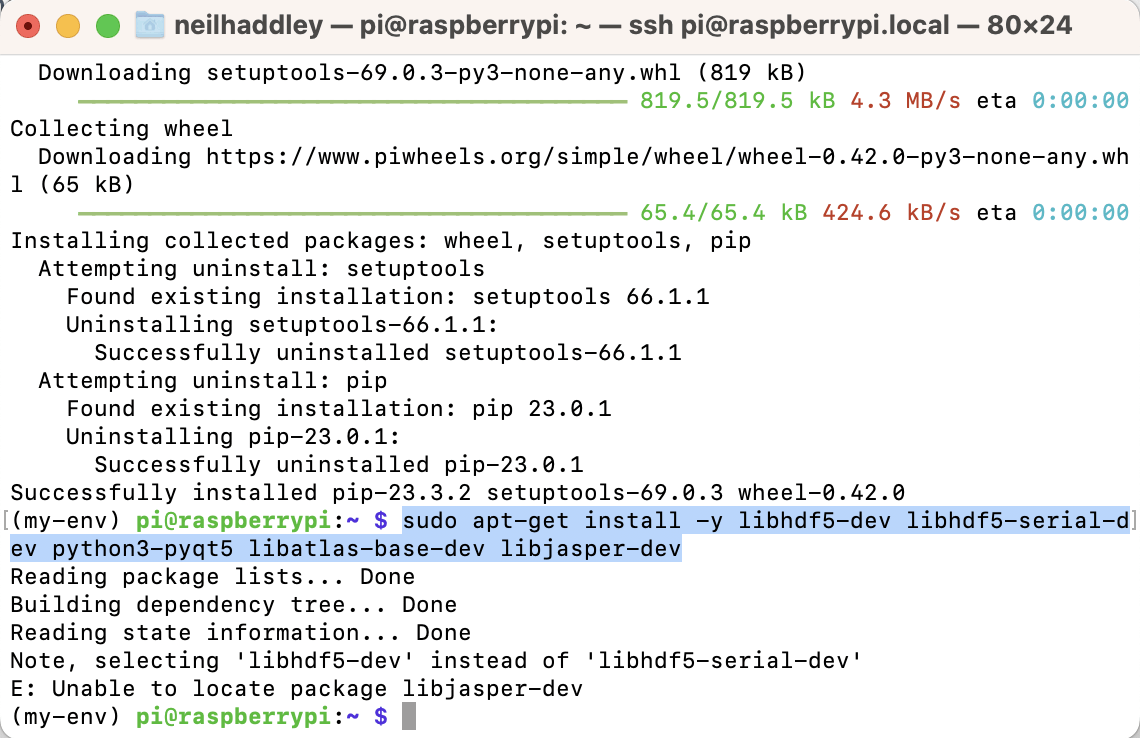 neilhaddley — pi@raspberrypi: ~ — ssh pi@raspberrypi.local — 80×24
Downloading setuptools-69.0.3-py3-none-any.whl (819 kB)
819.5/819.5 kB 4.3 MB/s eta 0:00:00
Collecting wheel
Downloading https://www.piwheels.org/simple/wheel/wheel-0.42.0-py3-none-any.wh
l (65 kB)
65.4/65.4 kB 424.6 kB/s eta 0:00:00
Installing collected packages: wheel, setuptools, pip
Attempting uninstall: setuptools
Found existing installation: setuptools 66.1.1
Uninstalling setuptools-66.1.1:
Successfully uninstalled setuptools-66.1.1
Attempting uninstall: pip
Found existing installation: pip 23.0.1
Uninstalling pip-23.0.1:
Successfully uninstalled pip-23.0.1
Successfully installed pip-23.3.2 setuptools-69.0.3 wheel-0.42.0
[(my-env) pi@raspberrypi:~ $ sudo apt-get install -y libhdf5-dev libhdf5-serial-d]
ev python3-pyqt5 libatlas-base-dev libjasper-dev
Reading package lists... Done
Building dependency tree... Done
Reading state information... Done
Note, selecting 'libhdf5-dev' instead of 'libhdf5-serial-dev'
E: Unable to locate package libjasper-dev
(my-env) pi@raspberrypi:~ $